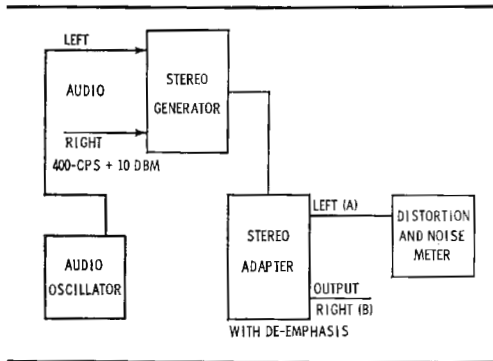 LEFT
AUDIO
RIGHT
400-CPS + 10 DBM
STEREO
GENERATOR
AUDIO
OSCILLATOR
STEREO
ADAPTER
WITH DE-EMPHASIS
LEFT (A)
OUTPUT
RIGHT (B)
DISTORTION
AND NOISE
METER